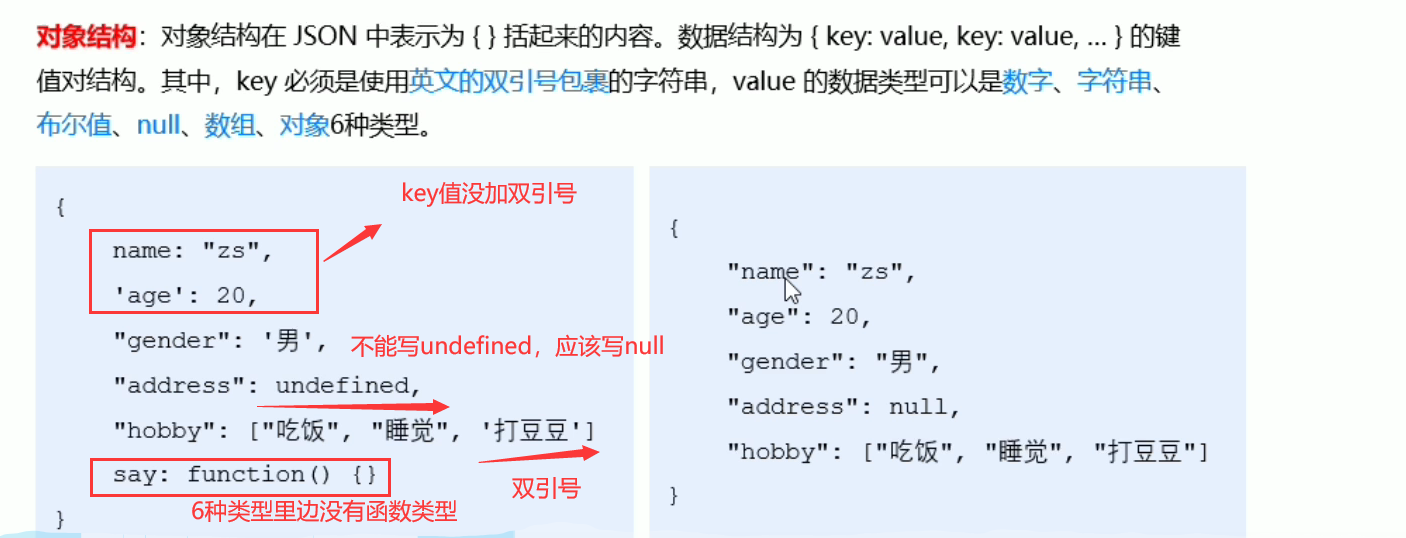 对象结构：对象结构在 JSON 中表示为 { } 括起来的内容。数据结构为 { key: value, key: value, … } 的键
值对结构。其中，key 必须是使用英文的双引号包裹的字符串，value 的数据类型可以是数字、字符串、
布尔值、null、数组、对象6种类型。
key值没加双引号
{
name: "zs",
'age': 20,
"gender": '男',
不能写undefined，应该写null
"address": undefined,
"hobby": ["吃饭", "睡觉", '打豆豆']
say: function() {}
双引号
6种类型里边没有函数类型
}
{
"name": "zs",
"age": 20,
"gender": "男",
"address": null,
"hobby": ["吃饭", "睡觉", "打豆豆"]
}